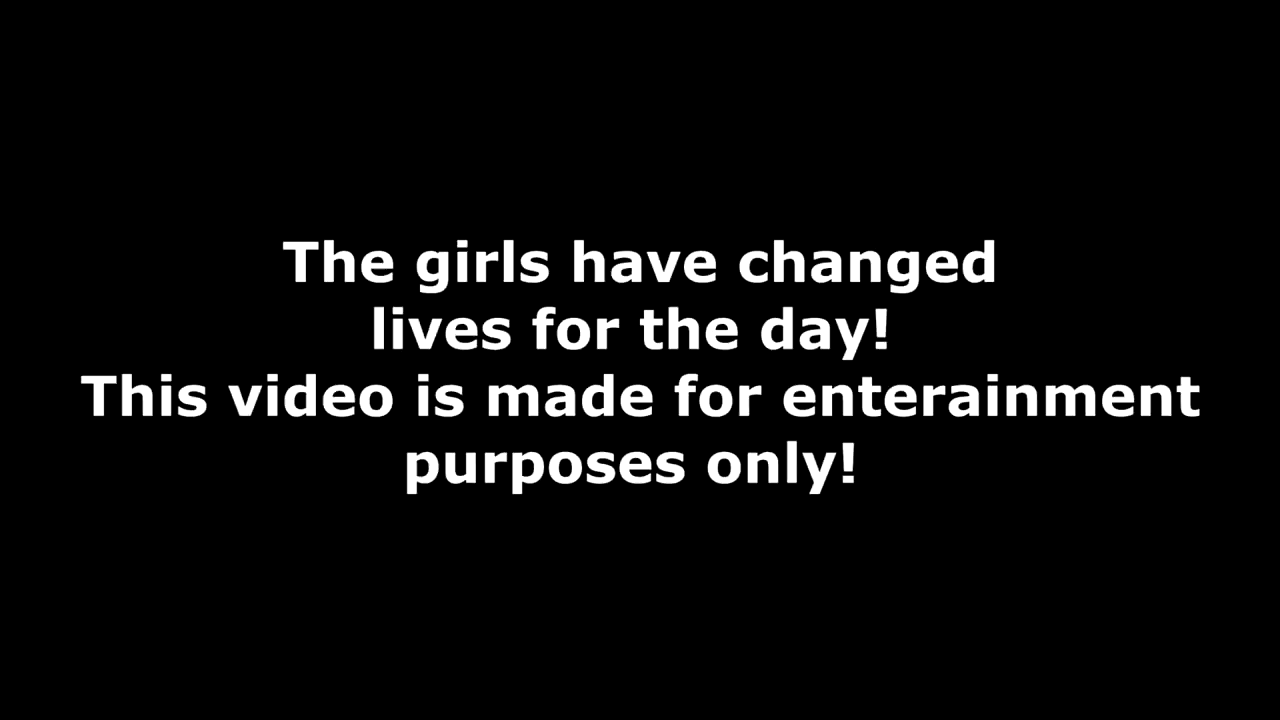 The girls have changed
lives for the day!
This video is made for enterainment
purposes only!